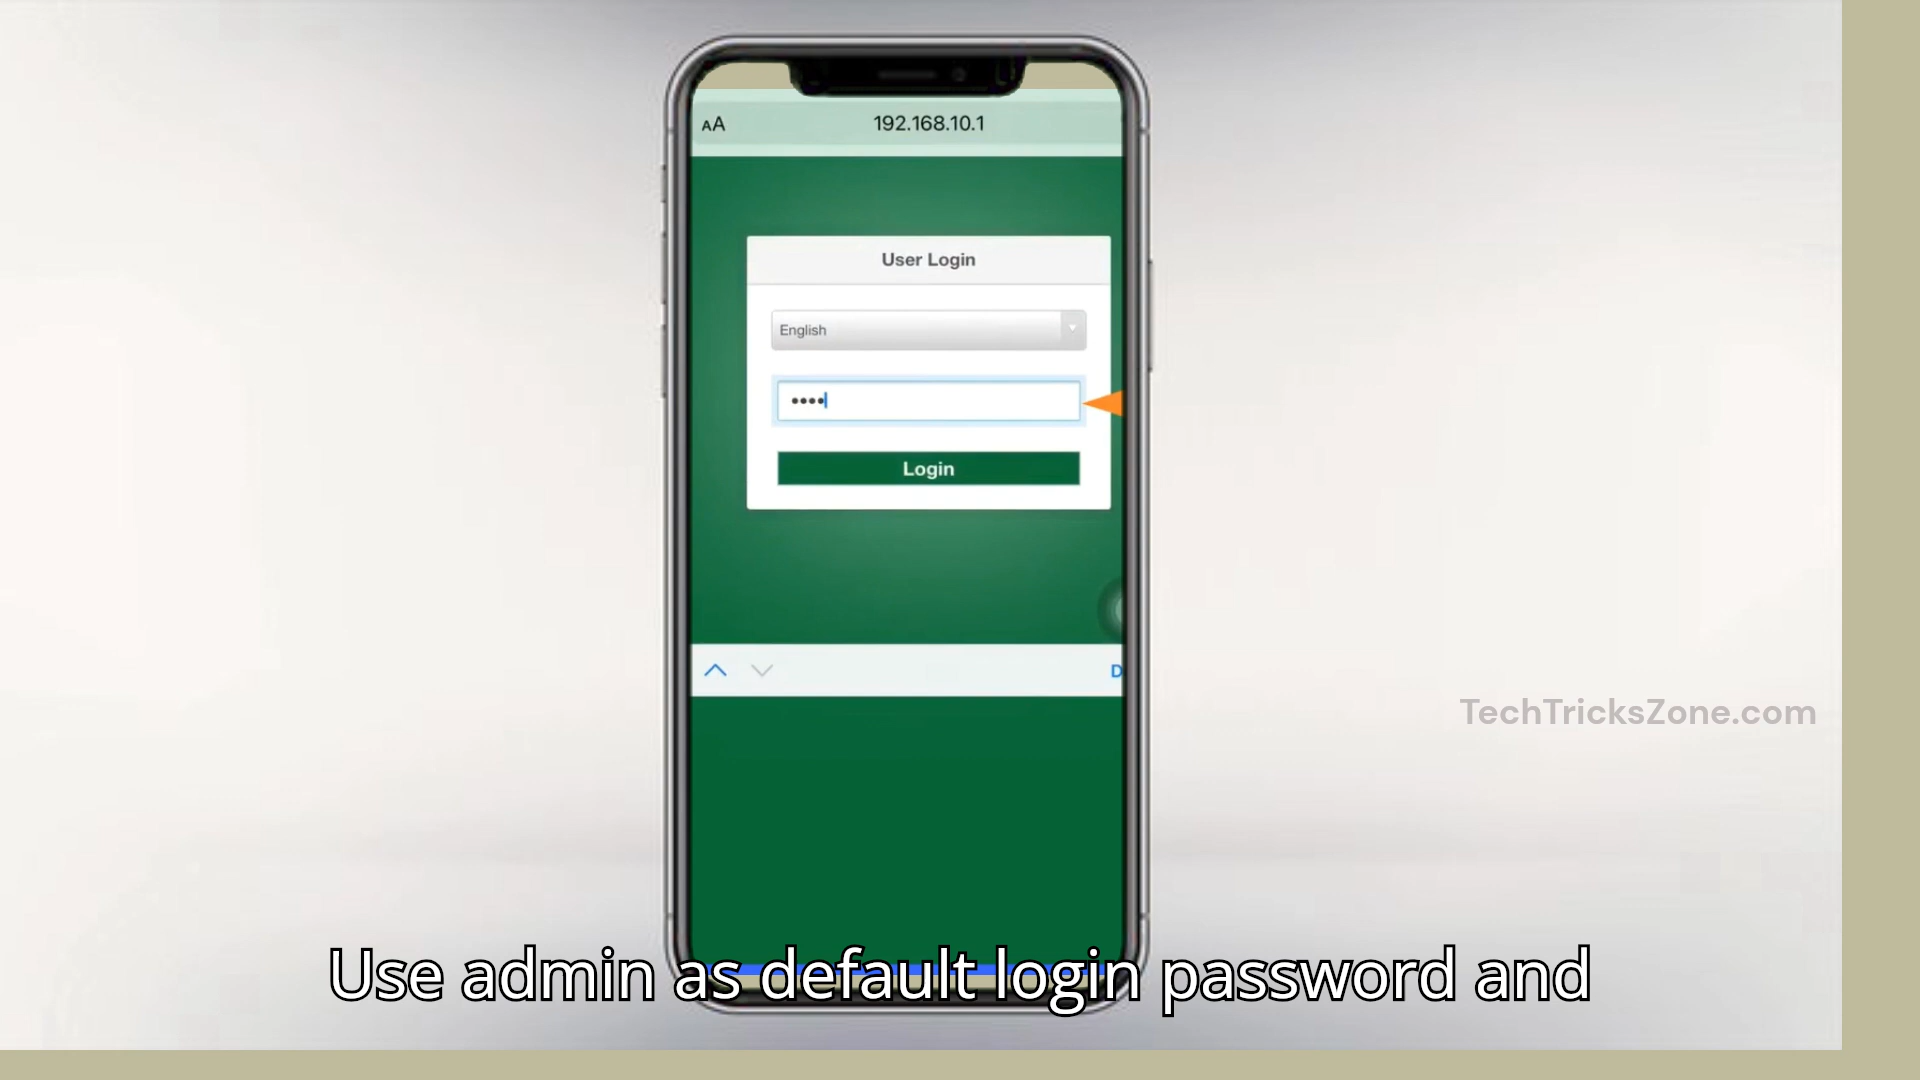 AA 192.168.10.1
User Login
English
••••
Login
D
TechTricksZone.com
Use admin as default login password and